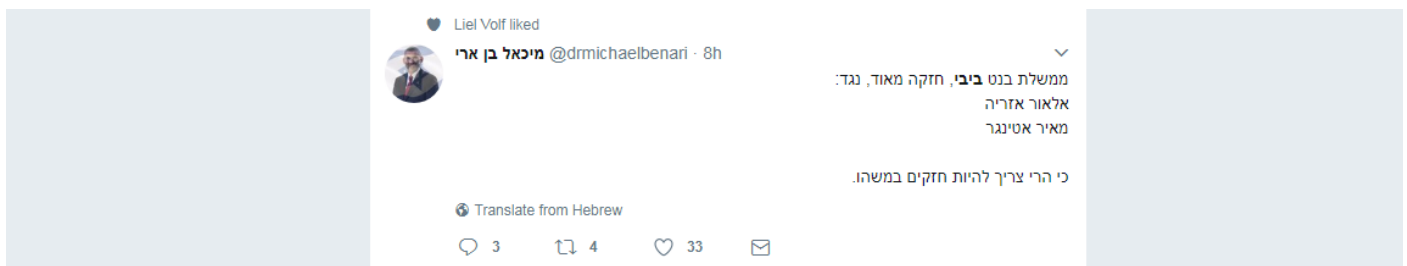 Liel Volf liked
מיכאל בן ארי @drmichaelbenari · 8h
ממשלת בנט ביבי, חזקה מאוד, נגד:
אלאור אזריה
מאיר אטינגר
כי הרי צריך להיות חזקים במשהו.
Translate from Hebrew
3 4 33